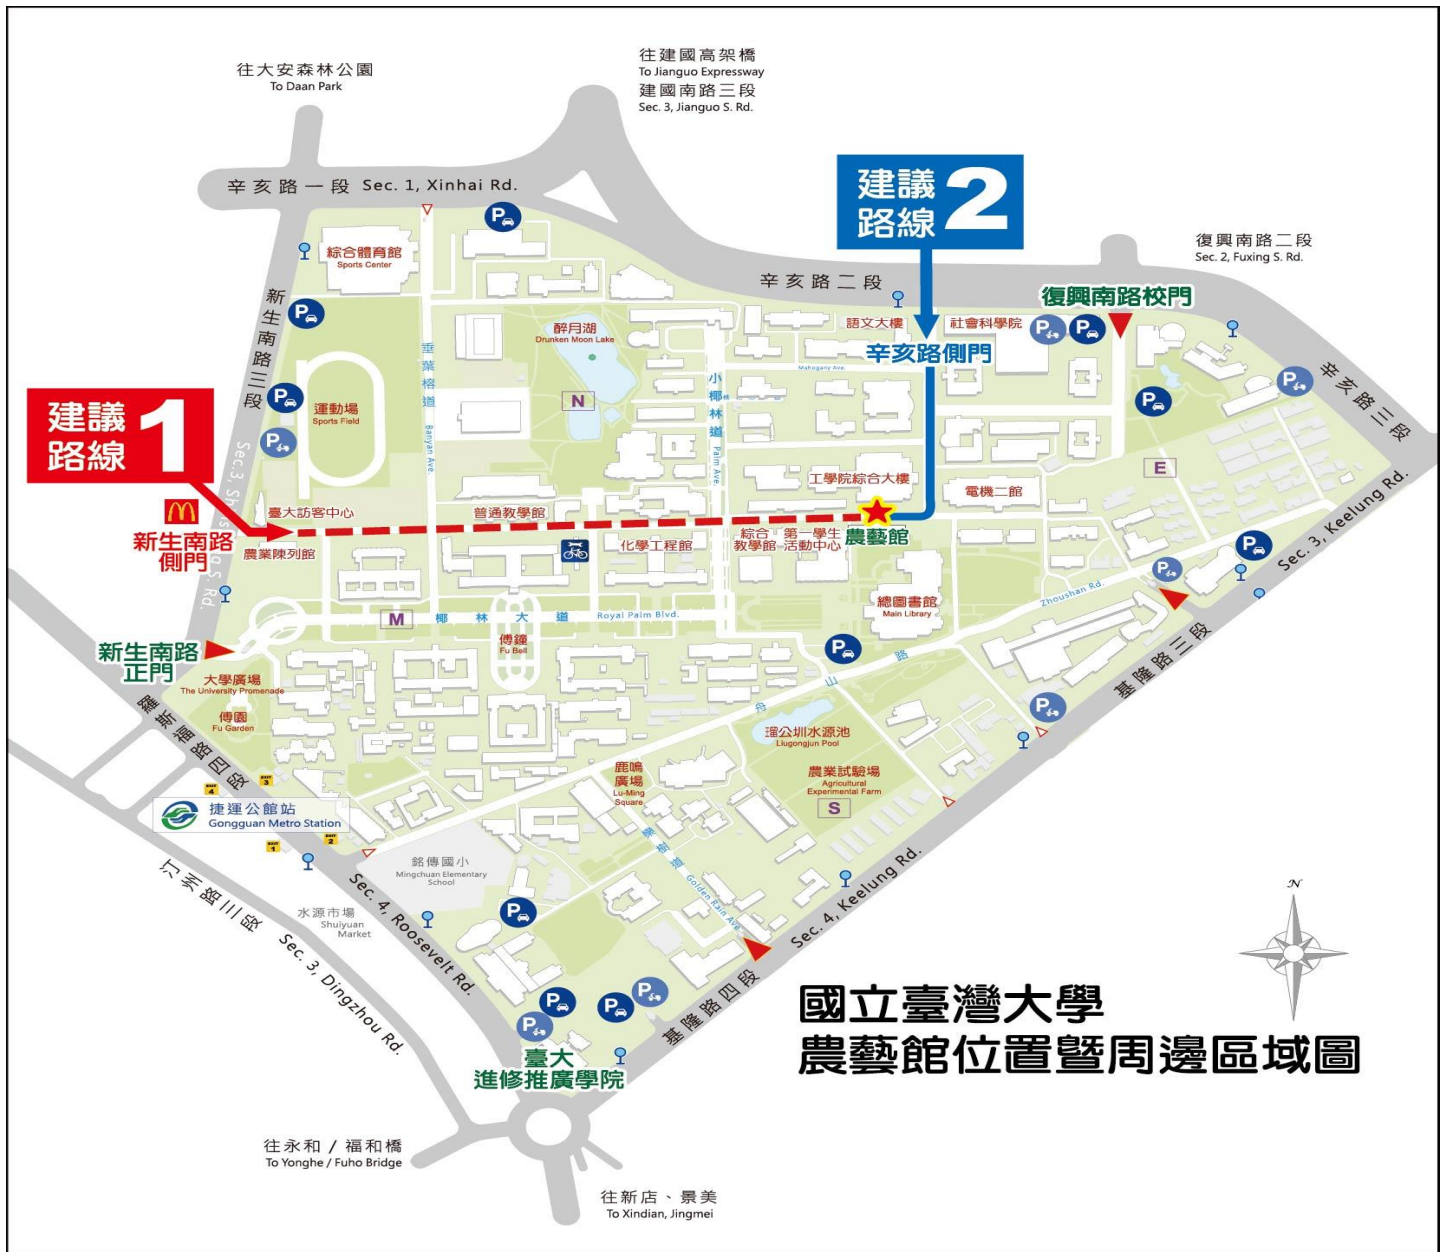 往大安森林公園
To Daan Park
往建國高架橋
To Jianguo Expressway
建國南路三段
Sec. 3, Jianguo S. Rd.
辛亥路一段 Sec. 1, Xinhai Rd.
建議
路線 2
復興南路二段
Sec. 2, Fuxing S. Rd.
辛亥路二段
復興南路校門
綜合體育館
Sports Center
新生南路三段
語文大樓
社會科學院
辛亥路側門
醉月湖
Drunken Moon Lake
Mahogany Ave.
辛亥路三段
垂葉榕道
Banyan Ave.
小椰林道
Palm Ave.
N
運動場
Sports Field
建議
路線 1
E
工學院綜合大樓
電機二館
臺大訪客中心
普通教學館
新生南路
側門
農業陳列館
化學工程館
綜合
教學館
第一學生
活動中心
農藝館
Sec. 3, Keelung Rd.
Zhoushan Rd.
總圖書館
Main Library
M
椰林大道 Royal Palm Blvd.
傅鐘
Fu Bell
新生南路
正門
大學廣場
The University Promenade
傅園
Fu Garden
舟山路
基隆路三段
羅斯福路四段
瑠公圳水源池
Liugongjun Pool
鹿鳴
廣場
Lu-Ming
Square
農業試驗場
Agricultural
Experimental Farm
S
EXIT
3
EXIT
4
捷運公館站
Gongguan Metro Station
EXIT
2
EXIT
1
銘傳國小
Mingchuan Elementary
School
Golden Rain Ave.
汀州路三段
Sec. 3, Dingzhou Rd.
水源市場
Shuiyuan
Market
Sec. 4, Roosevelt Rd.
Sec. 4, Keelung Rd.
基隆路四段
N
國立臺灣大學
農藝館位置暨周邊區域圖
臺大
進修推廣學院
往永和 / 福和橋
To Yonghe / Fuho Bridge
往新店、景美
To Xindian, Jingmei